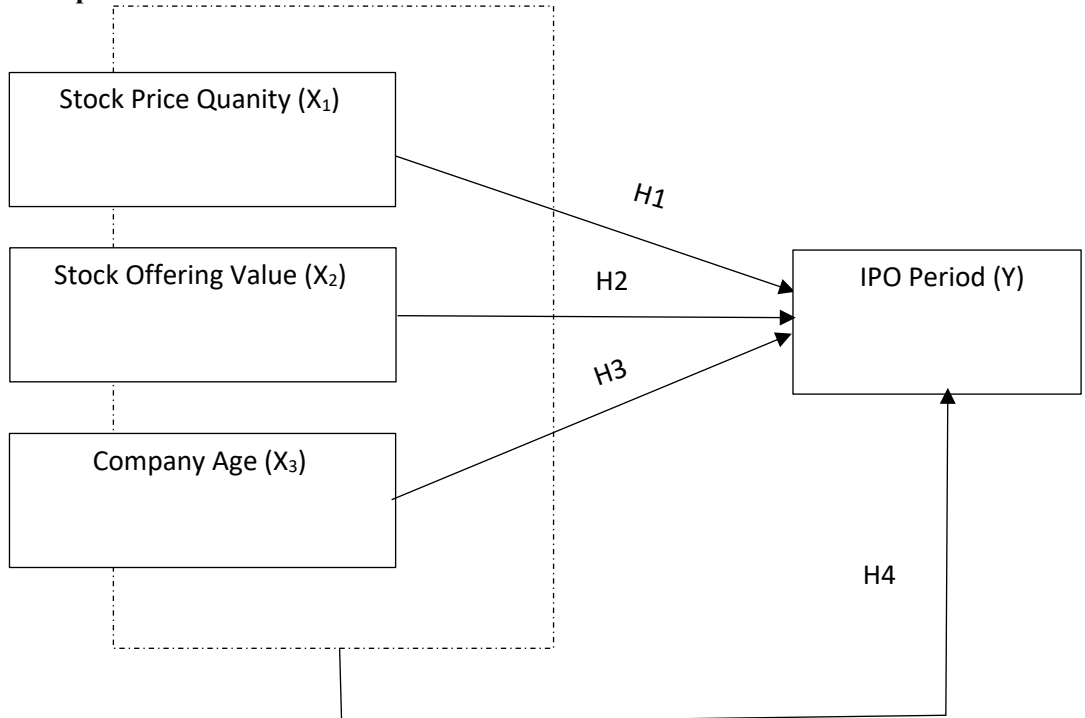 Stock Price Quanity (X₁)
H1
Stock Offering Value (X₂)
H2
IPO Period (Y)
H3
Company Age (X₃)
H4